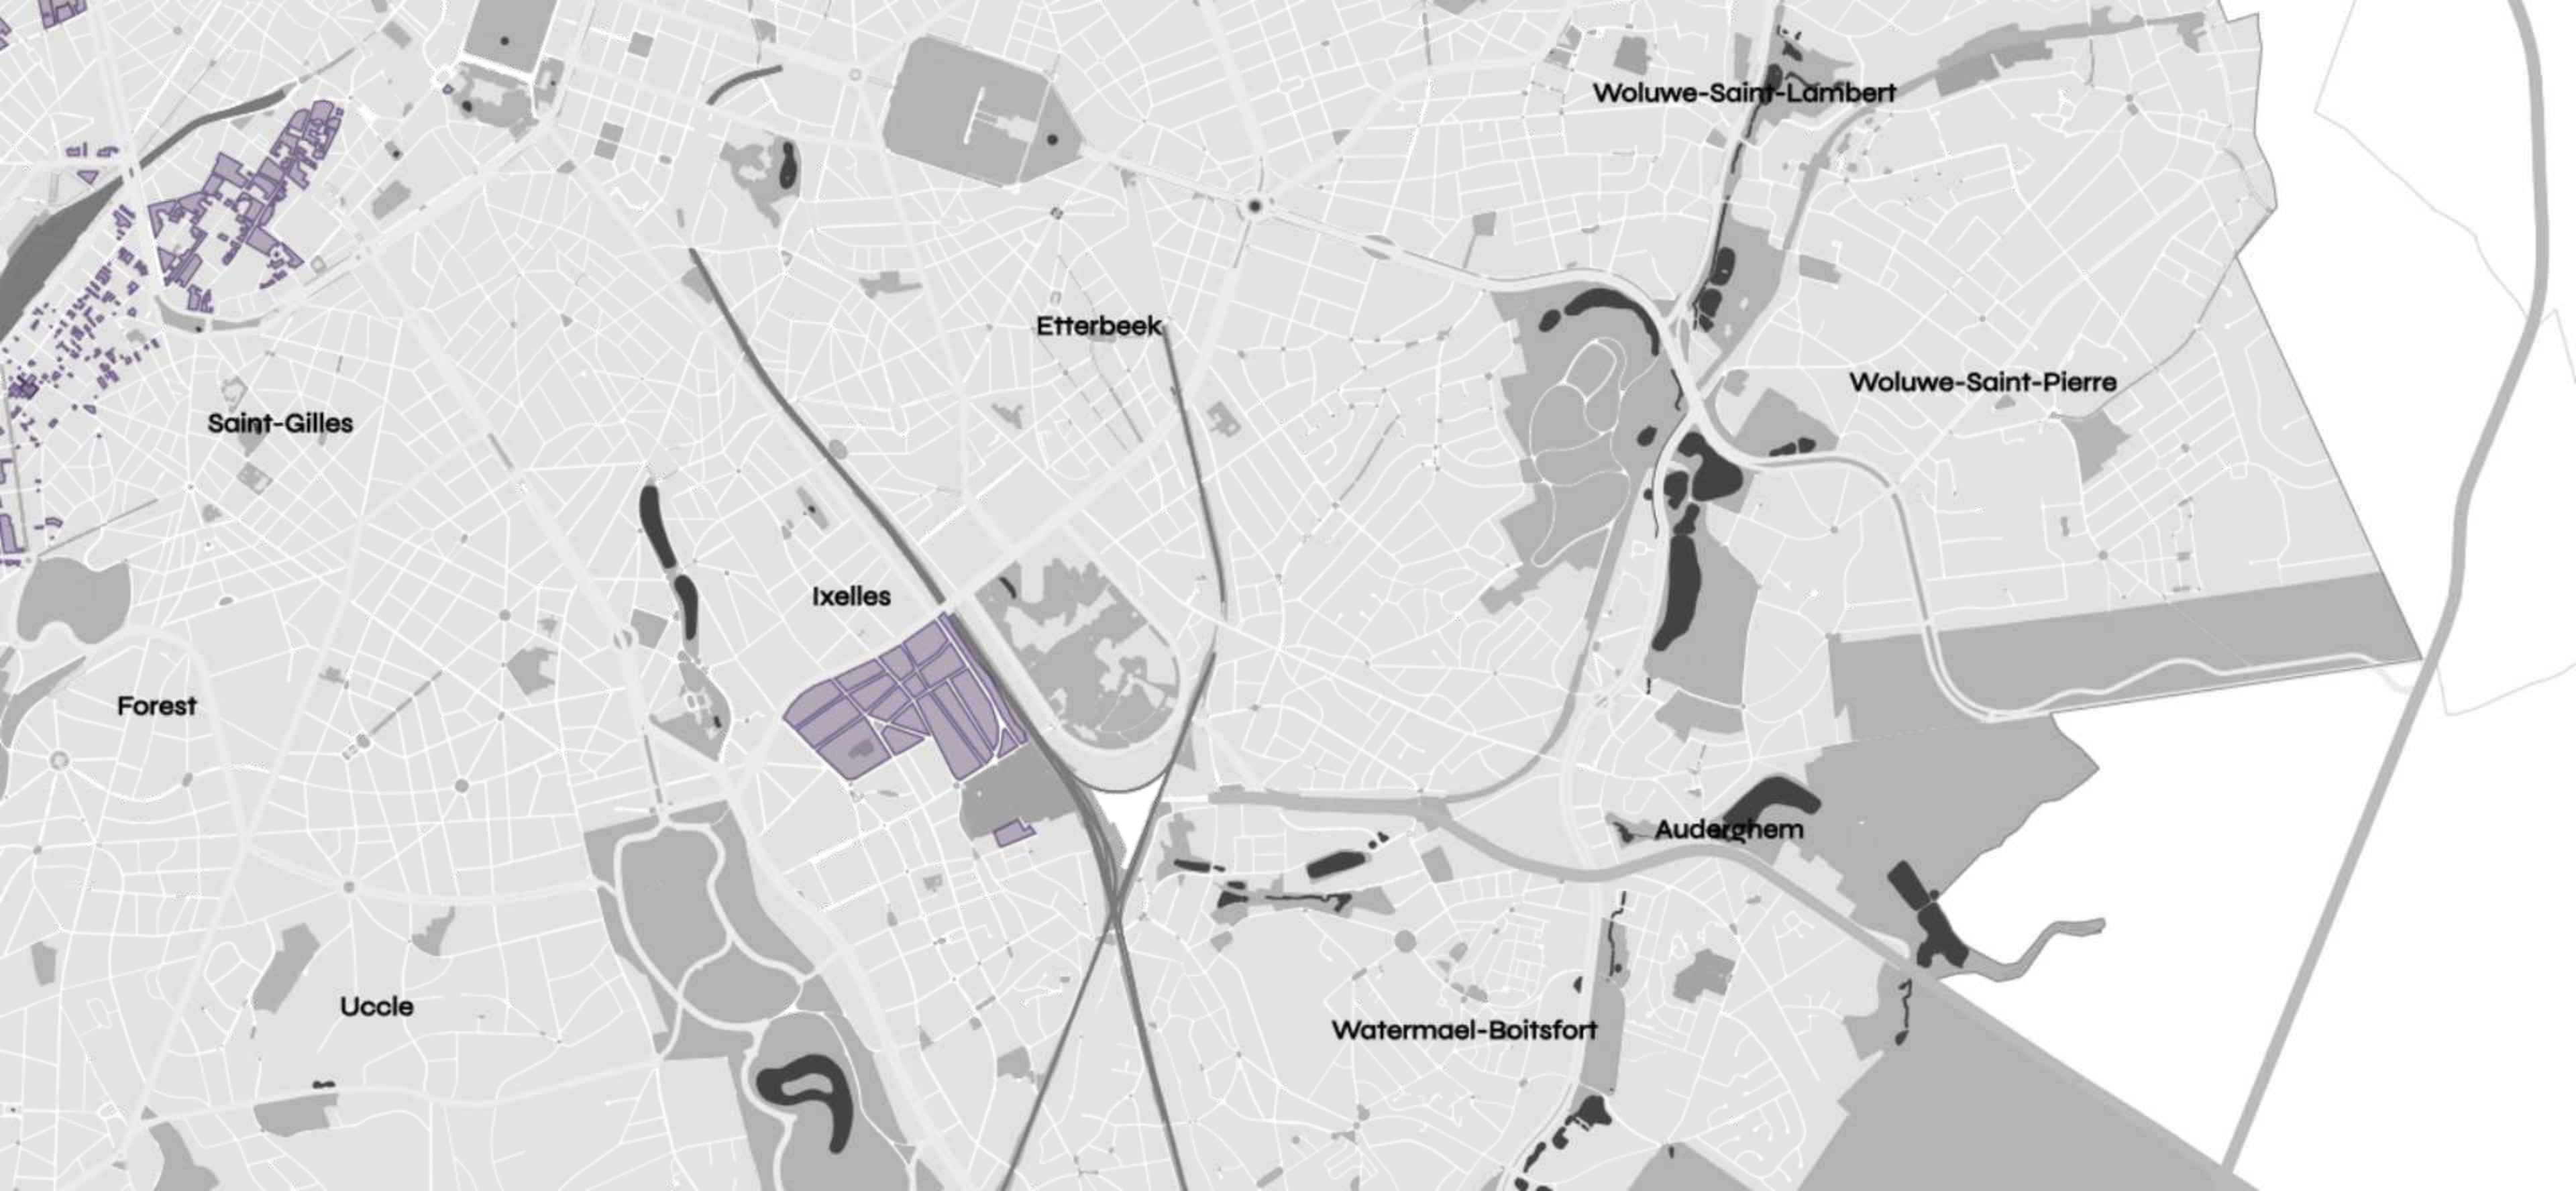 Woluwe-Saint-Lambert
Etterbeek
Woluwe-Saint-Pierre
Saint-Gilles
Ixelles
Forest
Auderghem
Uccle
Watermael-Boitsfort